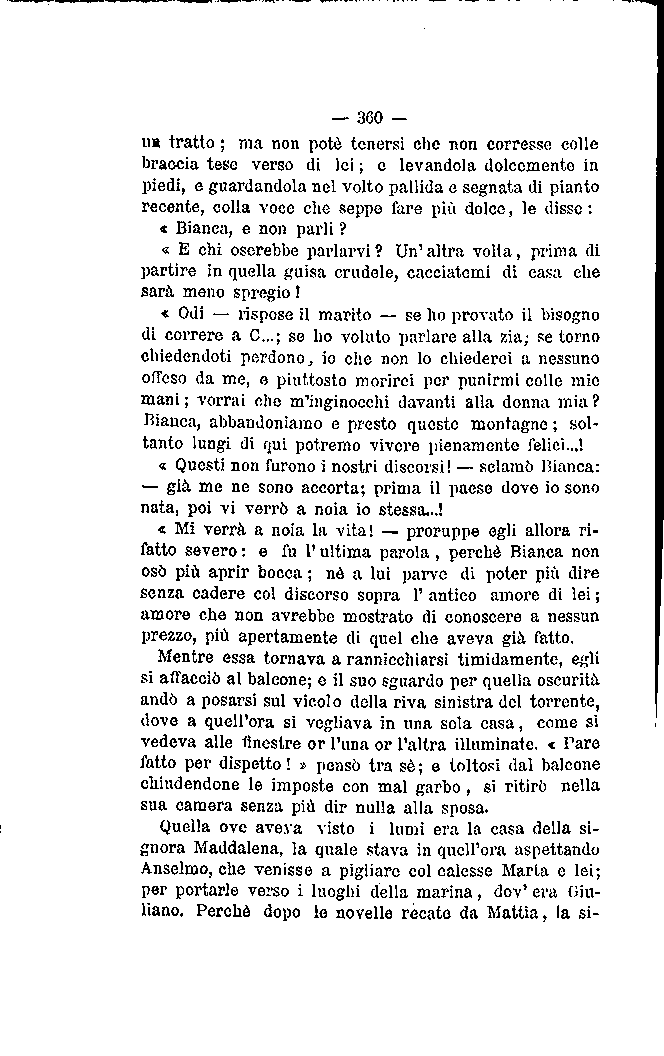 — 360 —
un tratto ; ma non potè tenersi che non corresse colle
braccia tese verso di lei ; e levandola dolcemente in
piedi, e guardandola nel volto pallida e segnata di pianto
recente, colla voce che seppe fare più dolce, le disse :
« Bianca, e non parli ?
« E chi oserebbe parlarvi ? Un' altra volta, prima di
partire in quella guisa crudele, cacciatemi di casa che
sarà meno spregio !
« Odi — rispose il marito — se ho provato il bisogno
di correre a C...; se ho voluto parlare alla zia; se torno
chiedendoti perdono, io che non lo chiederei a nessuno
offeso da me, e piuttosto morirei per punirmi colle mie
mani ; vorrai che m'inginocchi davanti alla donna mia ?
Bianca, abbandoniamo e presto queste montagne ; sol-
tanto lungi di qui potremo vivere pienamente felici...!
« Questi non furono i nostri discorsi! — sclamò Bianca:
— già me ne sono accorta; prima il paese dove io sono
nata, poi vi verrò a noia io stessa...!
« Mi verrà a noia la vita! — proruppe egli allora ri-
fatto severo : e fu l' ultima parola, perchè Bianca non
osò più aprir bocca ; nè a lui parve di poter più dire
senza cadere col discorso sopra l' antico amore di lei ;
amore che non avrebbe mostrato di conoscere a nessun
prezzo, più apertamente di quel che aveva già fatto.
Mentre essa tornava a rannicchiarsi timidamente, egli
si affacciò al balcone; e il suo sguardo per quella oscurità
andò a posarsi sul vicolo della riva sinistra del torrente,
dove a quell'ora si vegliava in una sola casa, come si
vedeva alle finestre or l'una or l'altra illuminate. « Pare
fatto per dispetto ! » pensò tra sè ; e toltosi dal balcone
chiudendone le imposte con mal garbo, si ritirò nella
sua camera senza più dir nulla alla sposa.
Quella ove aveva visto i lumi era la casa della si-
gnora Maddalena, la quale stava in quell'ora aspettando
Anselmo, che venisse a pigliare col calesse Marta e lei;
per portarle verso i luoghi della marina, dov' era Giu-
liano. Perchè dopo le novelle recate da Mattia, la si-